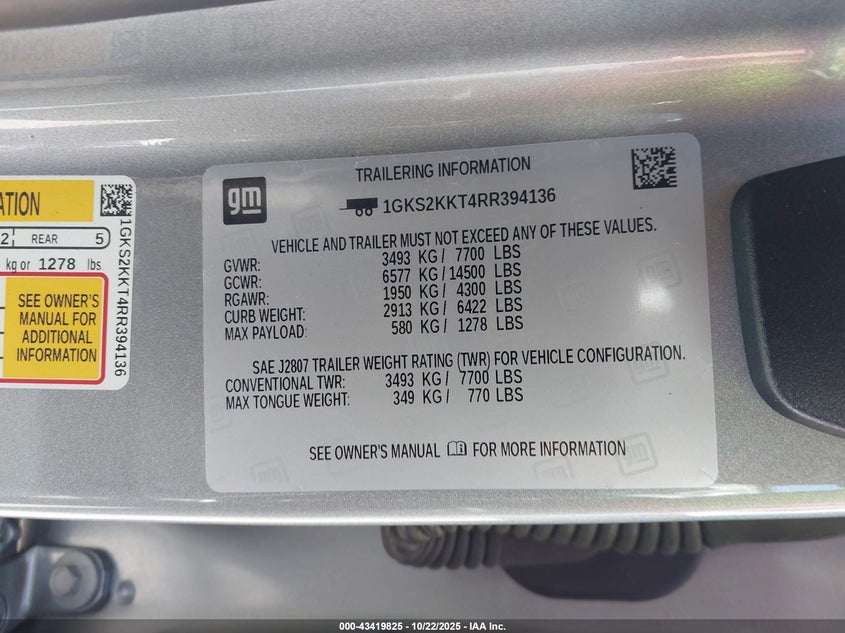 ATION
2 REAR 5
kg or 1278 lbs
SEE OWNER'S
MANUAL FOR
ADDITIONAL
INFORMATION
1GKS2KKT4RR394136
gm
TRAILERING INFORMATION
1GKS2KKT4RR394136
VEHICLE AND TRAILER MUST NOT EXCEED ANY OF THESE VALUES.
GVWR: 3493 KG / 7700 LBS
GCWR: 6577 KG / 14500 LBS
RGAWR: 1950 KG / 4300 LBS
CURB WEIGHT: 2913 KG / 6422 LBS
MAX PAYLOAD: 580 KG / 1278 LBS
SAE J2807 TRAILER WEIGHT RATING (TWR) FOR VEHICLE CONFIGURATION.
CONVENTIONAL TWR: 3493 KG / 7700 LBS
MAX TONGUE WEIGHT: 349 KG / 770 LBS
SEE OWNER'S MANUAL FOR MORE INFORMATION
000-43419825 - 10/22/2025 - IAA Inc.